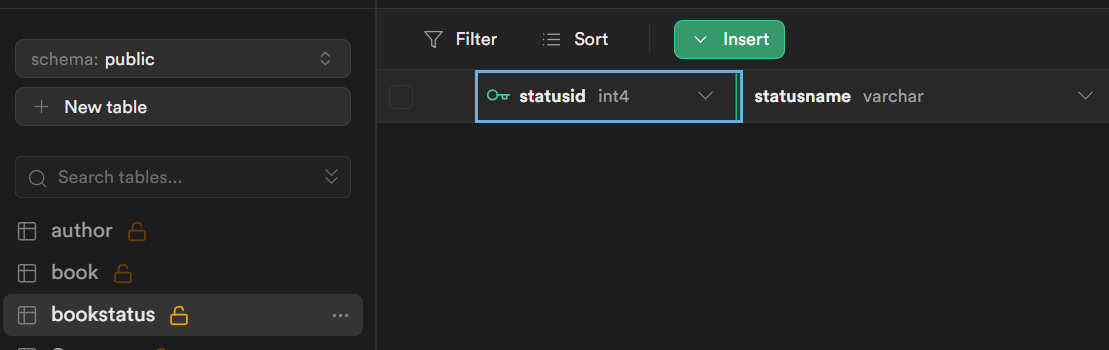 schema: public
New table
Search tables...
author
book
bookstatus
Filter Sort Insert
statusid int4 statusname varchar